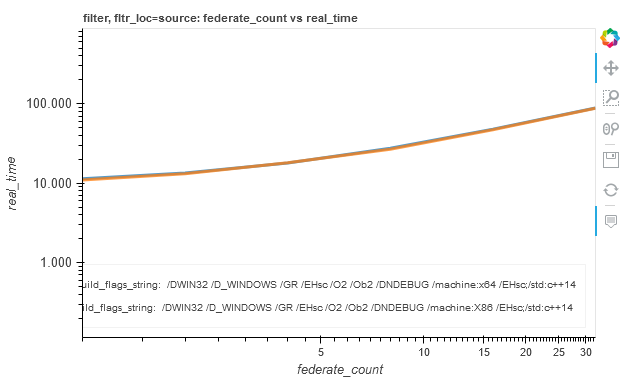 filter, fltr_loc=source: federate_count vs real_time
100.000
10.000
1.000
real_time
uild_flags_string: /DWIN32 /D_WINDOWS /GR /EHsc /O2 /Ob2 /DNDEBUG /machine:x64 /EHsc;/std:c++14
uild_flags_string: /DWIN32 /D_WINDOWS /GR /EHsc /O2 /Ob2 /DNDEBUG /machine:X86 /EHsc;/std:c++14
5 10 15 20 25 30
federate_count